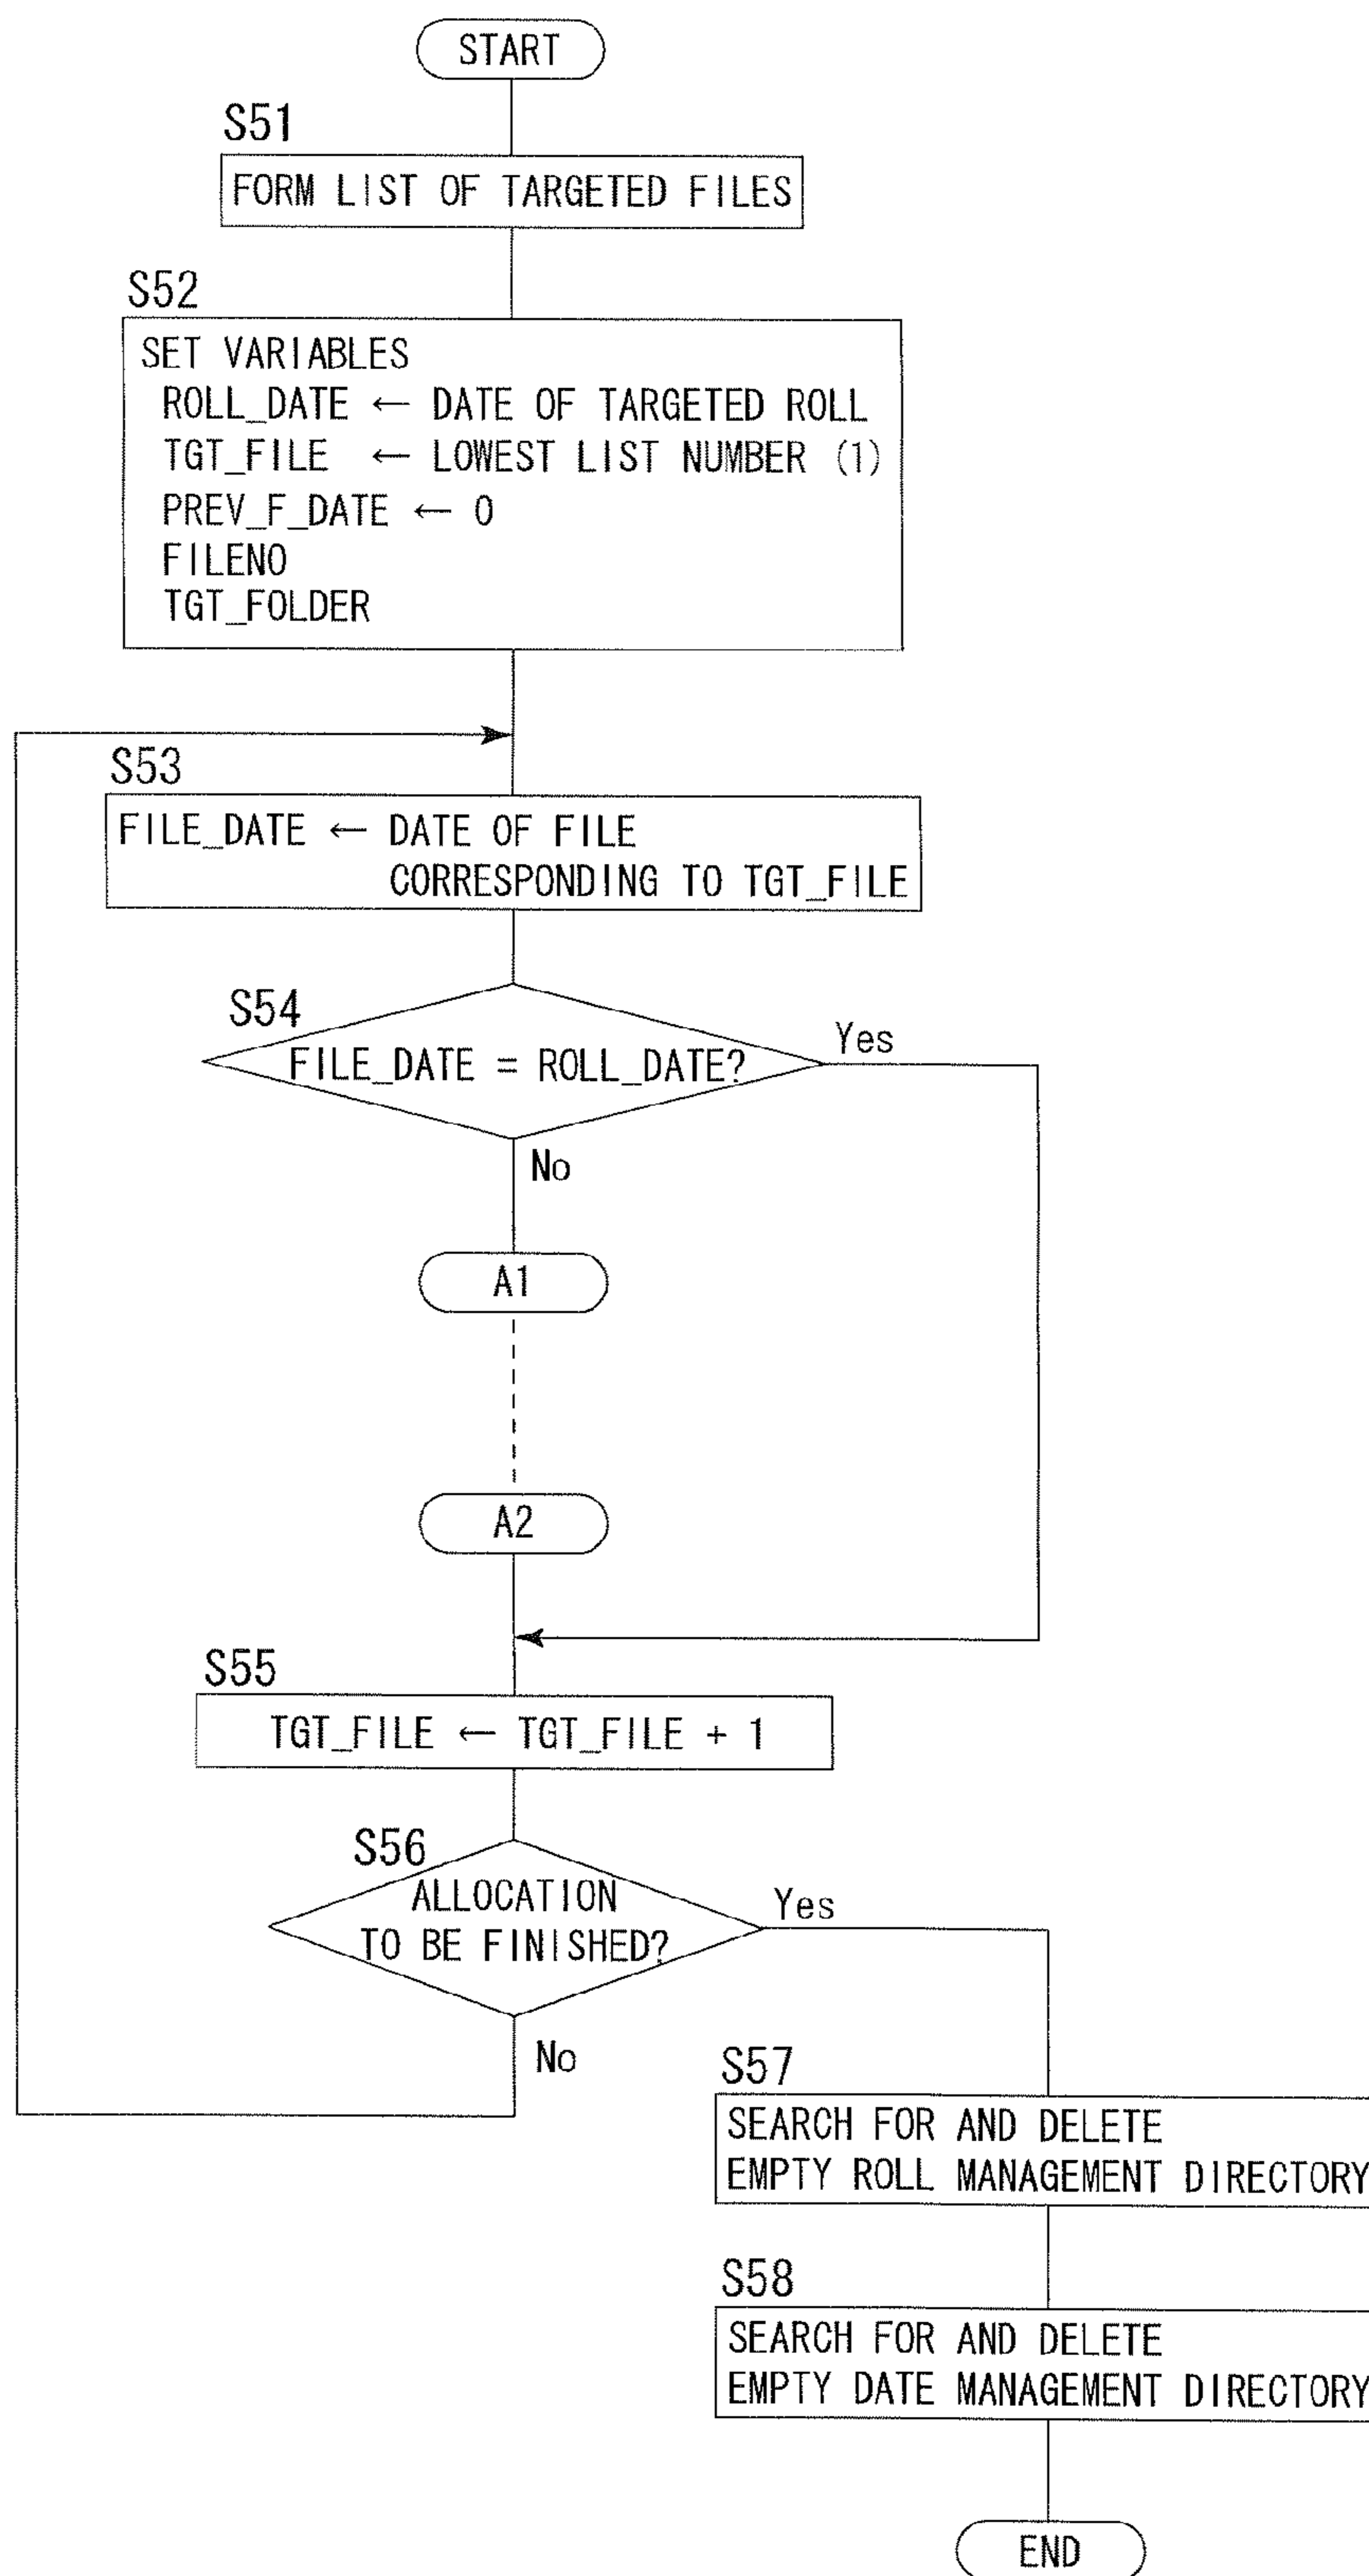 START
S51
FORM LIST OF TARGETED FILES
S52
SET VARIABLES
ROLL_DATE ← DATE OF TARGETED ROLL
TGT_FILE ← LOWEST LIST NUMBER (1)
PREV_F_DATE ← 0
FILENO
TGT_FOLDER
S53
FILE_DATE ← DATE OF FILE
CORRESPONDING TO TGT_FILE
S54
FILE_DATE = ROLL_DATE?
Yes
No
A1
A2
S55
TGT_FILE ← TGT_FILE + 1
S56
ALLOCATION
TO BE FINISHED?
Yes
No
S57
SEARCH FOR AND DELETE
EMPTY ROLL MANAGEMENT DIRECTORY
S58
SEARCH FOR AND DELETE
EMPTY DATE MANAGEMENT DIRECTORY
END